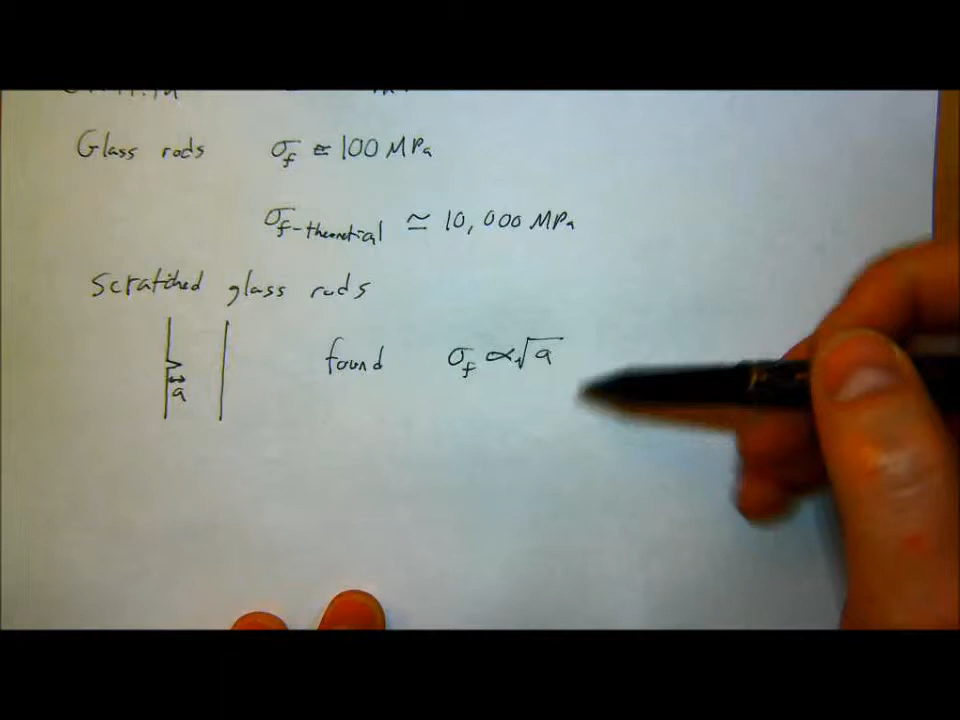 Glass rods σf ≅ 100 MPa
σf-theoretical ≃ 10,000 MPa
Scratched glass rods
a
found σf ∝ √a